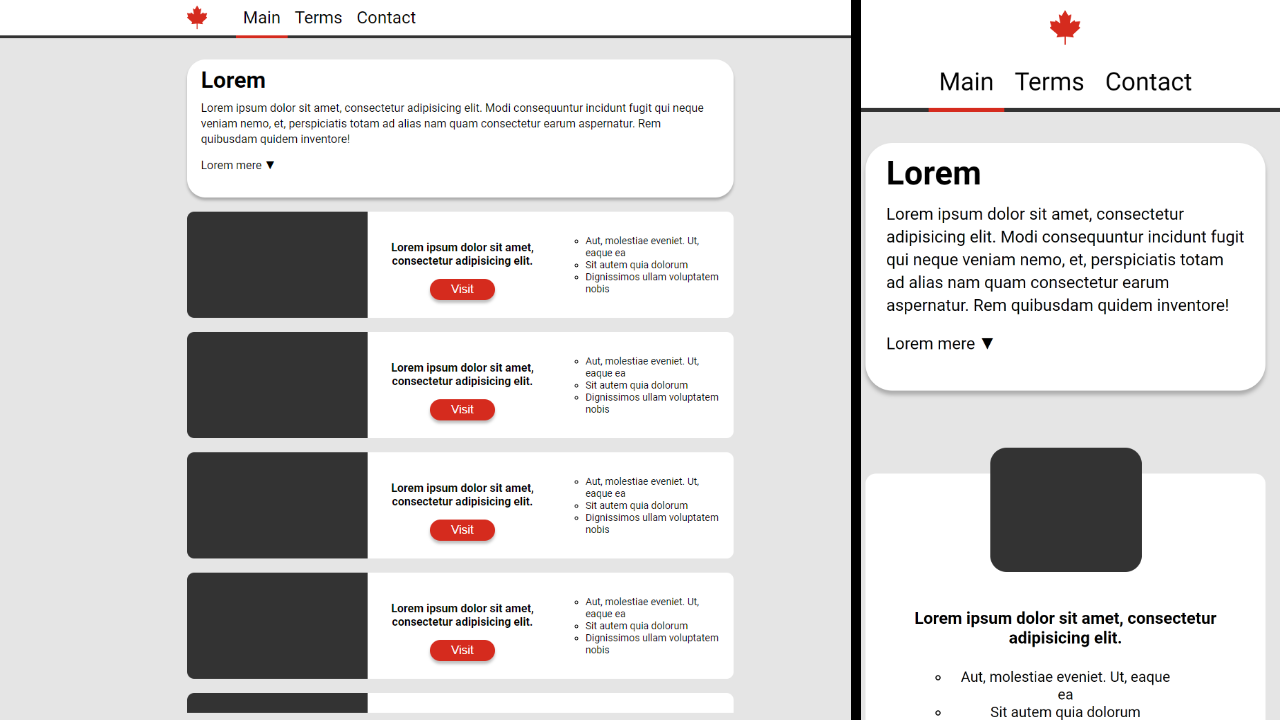 Main Terms Contact
Lorem
Lorem ipsum dolor sit amet, consectetur adipisicing elit. Modi consequuntur incidunt fugit qui neque
veniam nemo, et, perspiciatis totam ad alias nam quam consectetur earum aspernatur. Rem
quibusdam quidem inventore!
Lorem mere ▼
Lorem ipsum dolor sit amet,
consectetur adipisicing elit.
Visit
Aut, molestiae eveniet. Ut,
eaque ea
Sit autem quia dolorum
Dignissimos ullam voluptatem
nobis
Lorem ipsum dolor sit amet,
consectetur adipisicing elit.
Visit
Aut, molestiae eveniet. Ut,
eaque ea
Sit autem quia dolorum
Dignissimos ullam voluptatem
nobis
Lorem ipsum dolor sit amet,
consectetur adipisicing elit.
Visit
Aut, molestiae eveniet. Ut,
eaque ea
Sit autem quia dolorum
Dignissimos ullam voluptatem
nobis
Lorem ipsum dolor sit amet,
consectetur adipisicing elit.
Visit
Aut, molestiae eveniet. Ut,
eaque ea
Sit autem quia dolorum
Dignissimos ullam voluptatem
nobis
Main Terms Contact
Lorem
Lorem ipsum dolor sit amet, consectetur
adipisicing elit. Modi consequuntur incidunt fugit
qui neque veniam nemo, et, perspiciatis totam
ad alias nam quam consectetur earum
aspernatur. Rem quibusdam quidem inventore!
Lorem mere ▼
Lorem ipsum dolor sit amet, consectetur
adipisicing elit.
Aut, molestiae eveniet. Ut, eaque
ea
Sit autem quia dolorum